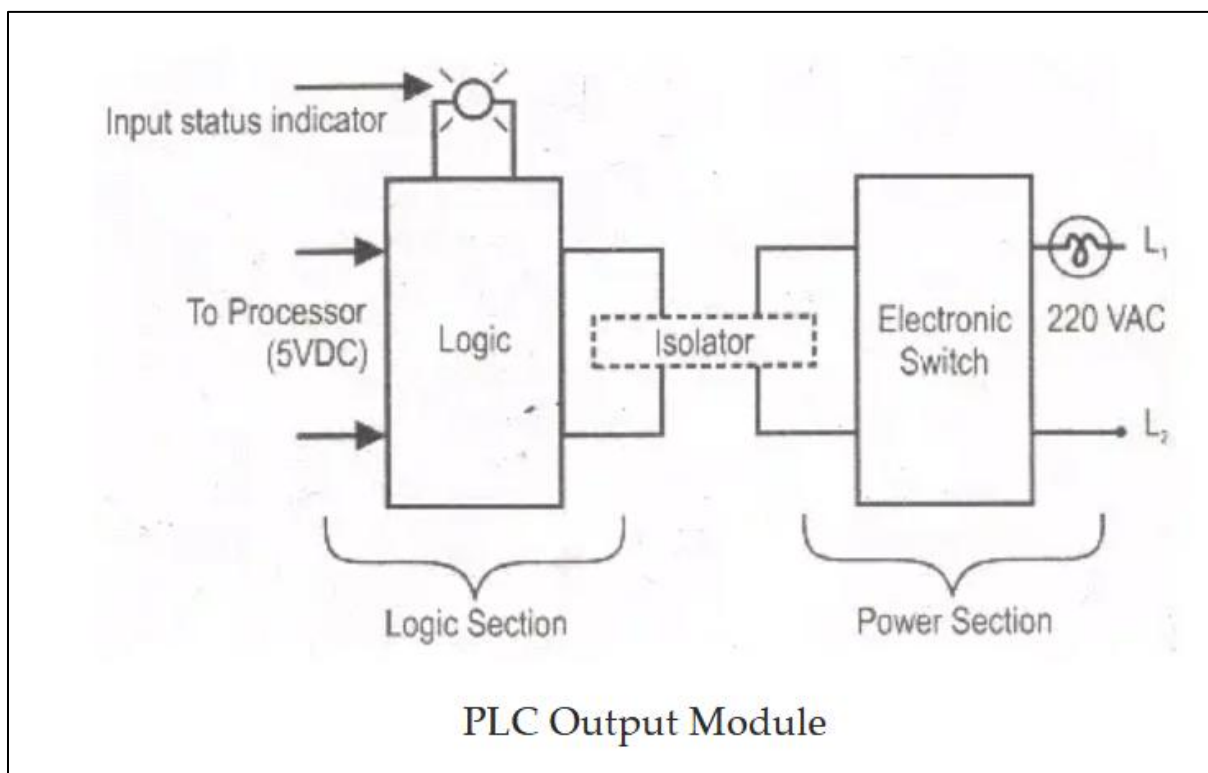 Input status indicator
To Processor
(5VDC)
Logic
Isolator
Electronic
Switch
L₁
220 VAC
L₂
Logic Section
Power Section
PLC Output Module